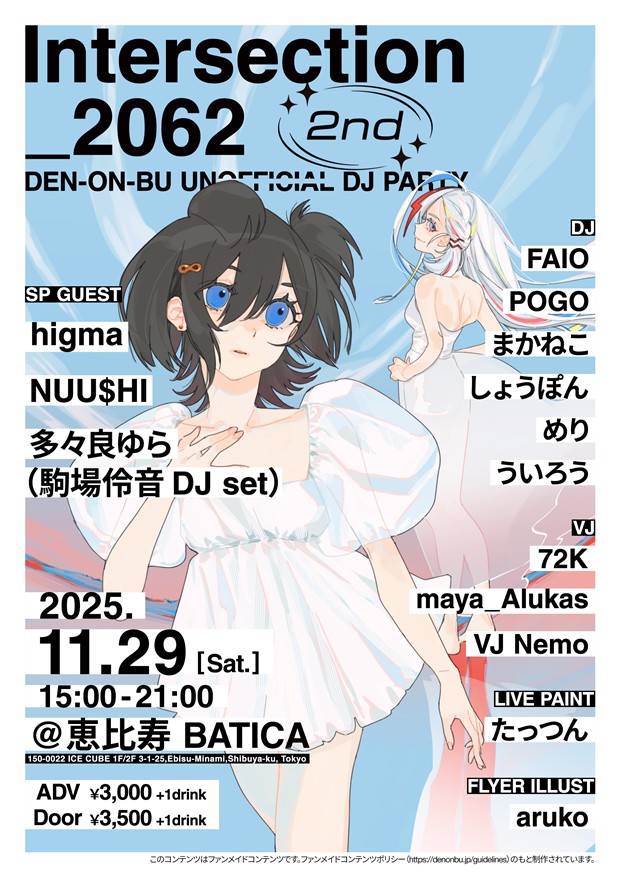 Intersection
_2062
2nd
DEN-ON-BU UNOFFICIAL DJ PARTY
SP GUEST
higma
NUU$HI
多々良ゆら
（駒場伶音 DJ set）
DJ
FAIO
POGO
まかねこ
しょうぽん
めり
ういろう
VJ
72K
maya_Alukas
VJ Nemo
LIVE PAINT
たっつん
FLYER ILLUST
aruko
2025.
11.29 [Sat.]
15:00-21:00
@恵比寿 BATICA
150-0022 ICE CUBE 1F/2F 3-1-25,Ebisu-Minami,Shibuya-ku, Tokyo
ADV ¥3,000 +1drink
Door ¥3,500 +1drink
このコンテンツはファンメイドコンテンツです。ファンメイドコンテンツポリシー（https://denonbu.jp/guidelines）のもと制作されています。